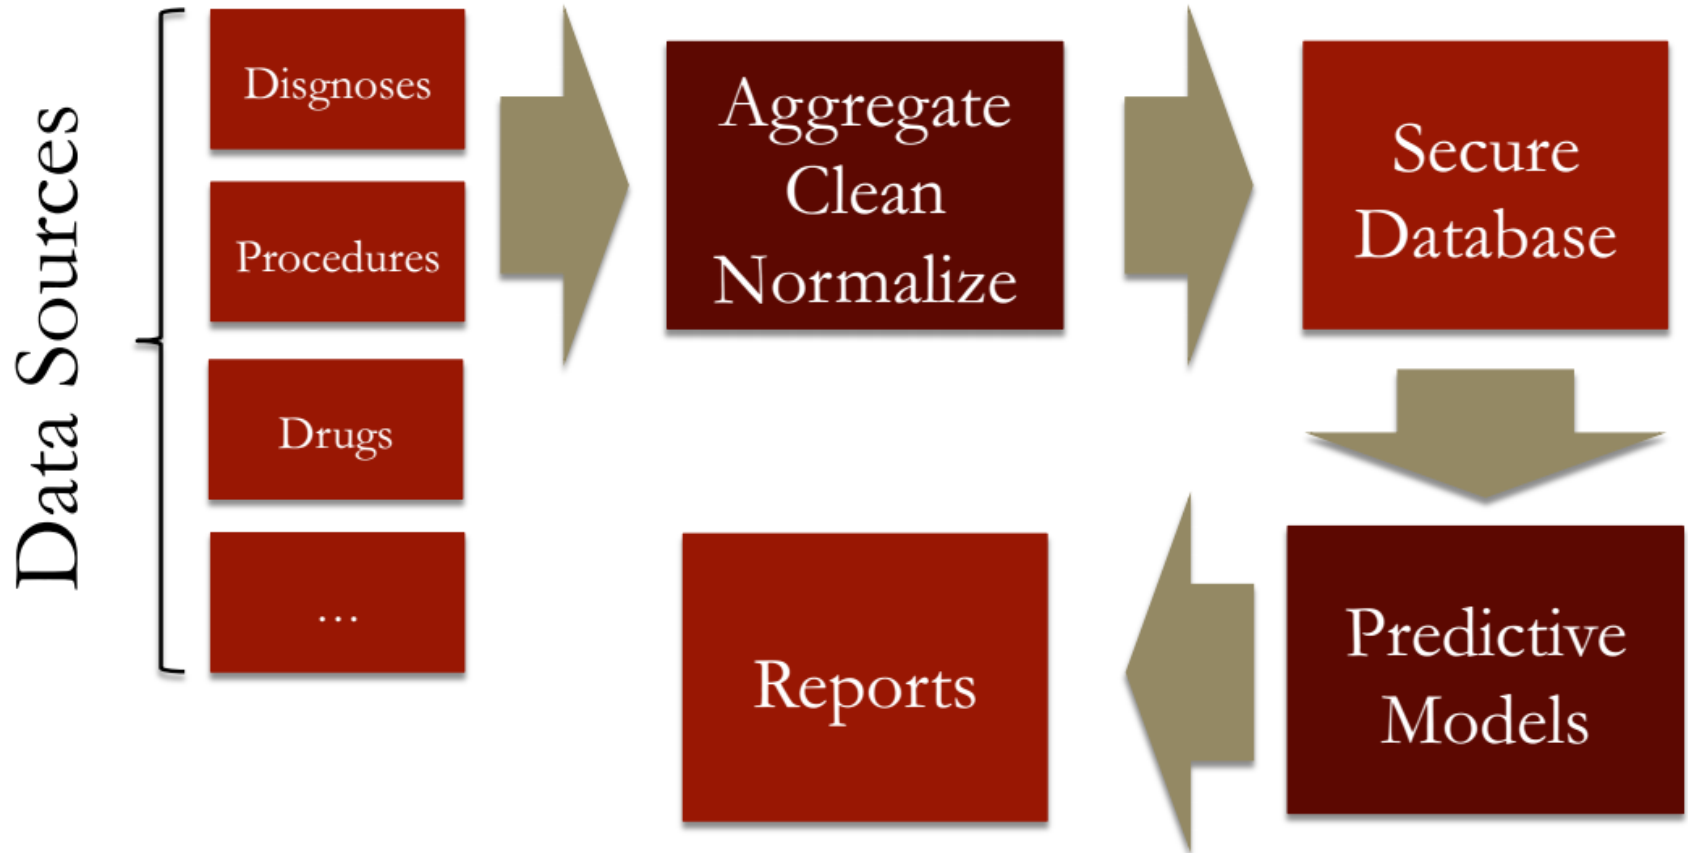 Data Sources
Disgnoses
Procedures
Drugs
...
Aggregate
Clean
Normalize
Secure
Database
Predictive
Models
Reports